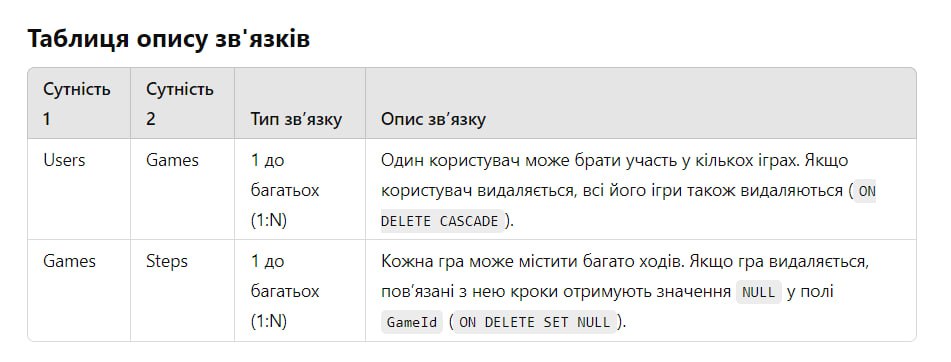 Таблиця опису зв'язків
Сутність 1 Сутність 2 Тип зв’язку Опис зв’язку
Users Games 1 до багатьох (1:N) Один користувач може брати участь у кількох іграх. Якщо користувач видаляється, всі його ігри також видаляються ( ON DELETE CASCADE ).
Games Steps 1 до багатьох (1:N) Кожна гра може містити багато ходів. Якщо гра видаляється, пов’язані з нею кроки отримують значення NULL у полі GameId ( ON DELETE SET NULL ).